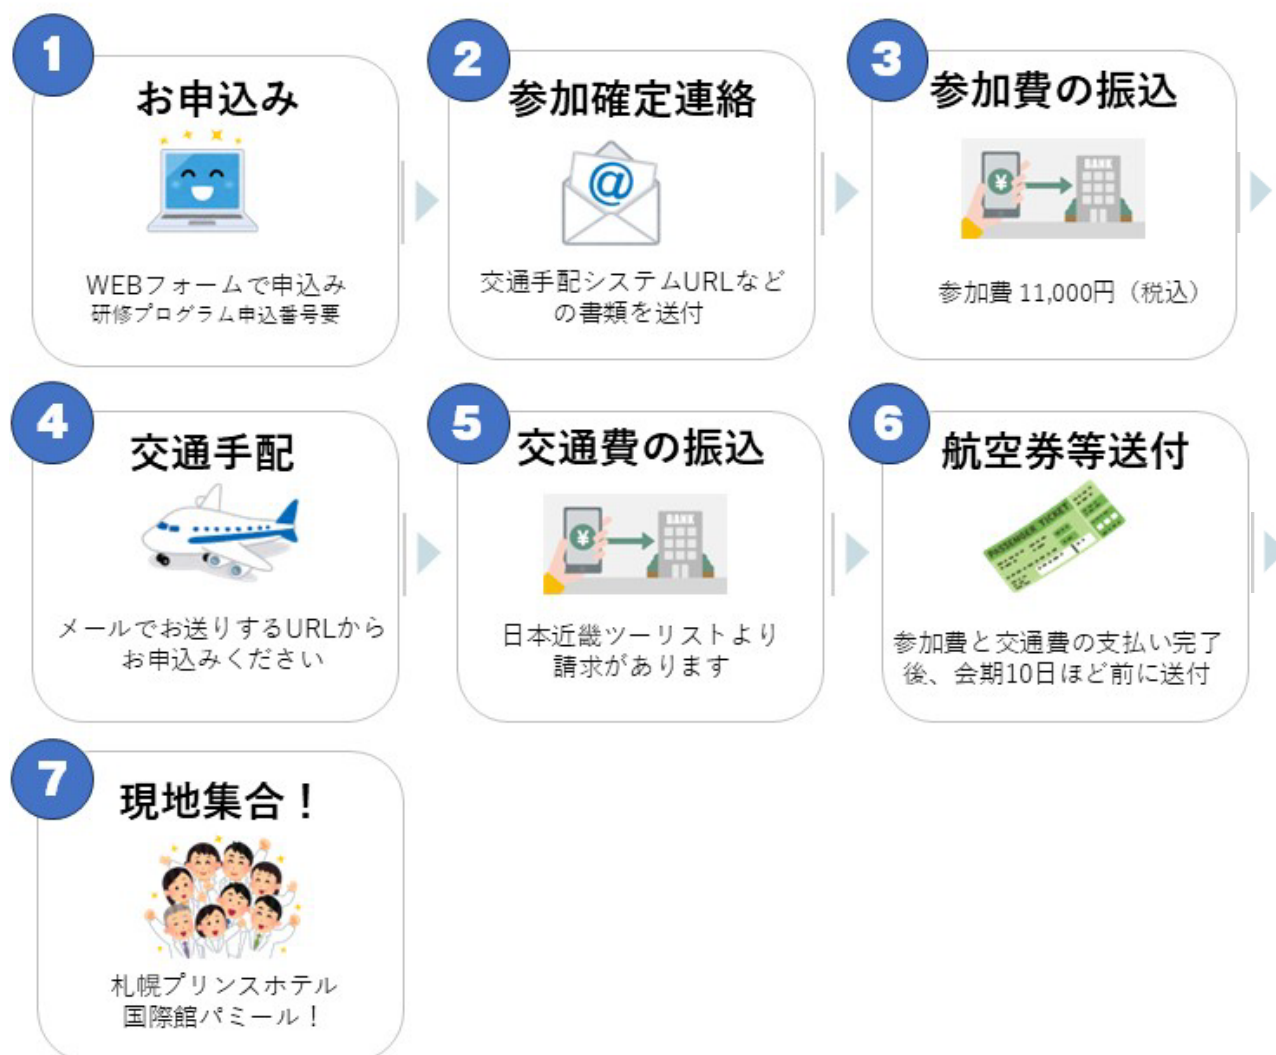 1
お申込み
WEBフォームで申込み
研修プログラム申込番号要
2
参加確定連絡
@
交通手配システムURLなど
の書類を送付
3
参加費の振込
¥
BANK
参加費 11,000円（税込）
4
交通手配
メールでお送りするURLから
お申込みください
5
交通費の振込
¥
BANK
日本近畿ツーリストより
請求があります
6
航空券等送付
PASSENGER TICKET
参加費と交通費の支払い完了
後、会期10日ほど前に送付
7
現地集合！
札幌プリンスホテル
国際館パミール！